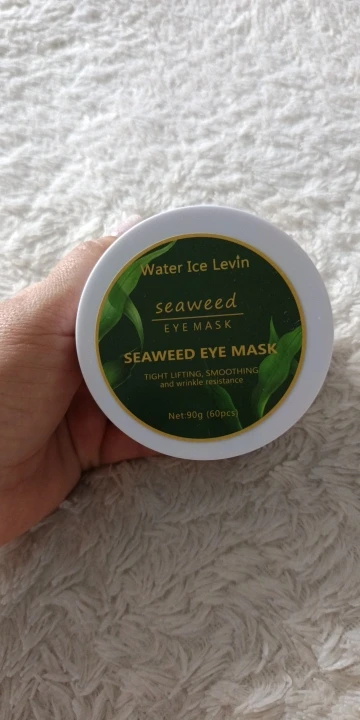 Water Ice Levin
seaweed
EYE MASK
SEAWEED EYE MASK
TIGHT LIFTING, SMOOTHING
and wrinkle resistance
Net:90g (60pcs)